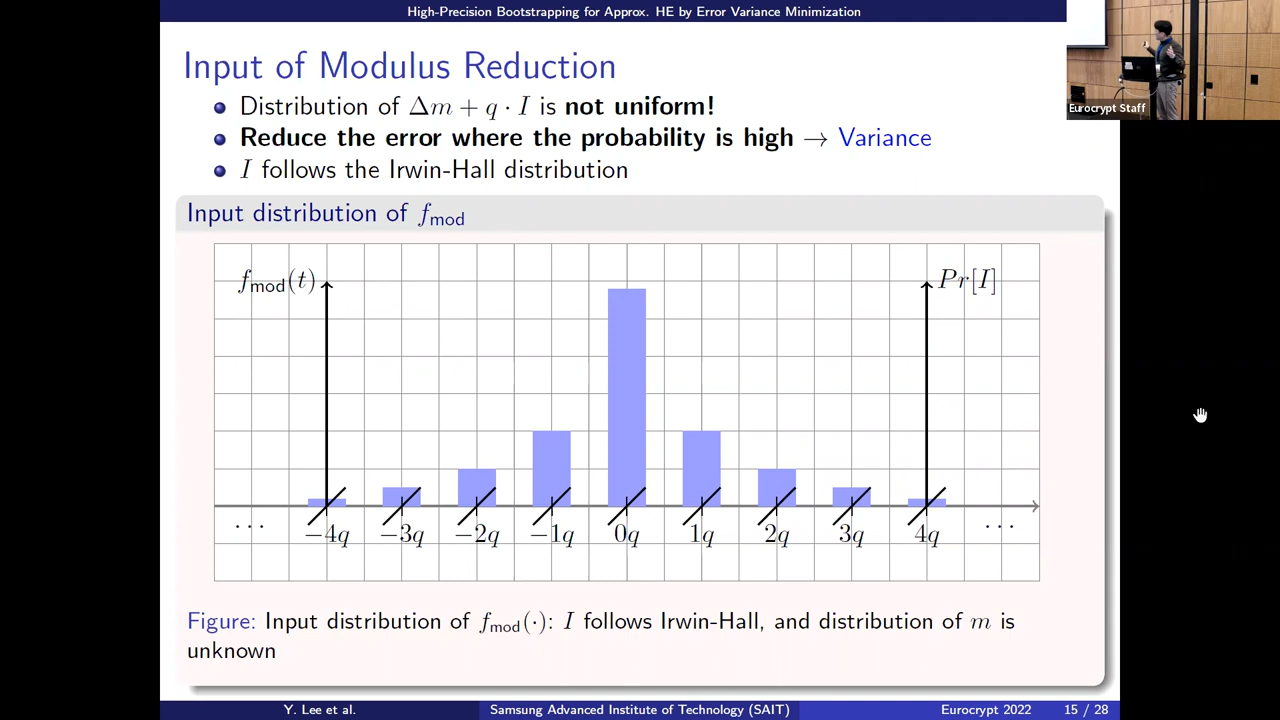 High-Precision Bootstrapping for Approx. HE by Error Variance Minimization
Input of Modulus Reduction
Distribution of Δm + q · I is not uniform!
Reduce the error where the probability is high → Variance
I follows the Irwin-Hall distribution
Eurocrypt Staff
Input distribution of f_mod
f_mod(t)
Pr[I]
··· −4q −3q −2q −1q 0q 1q 2q 3q 4q ···
Figure: Input distribution of f_mod(·): I follows Irwin-Hall, and distribution of m is
unknown
Y. Lee et al. Samsung Advanced Institute of Technology (SAIT) Eurocrypt 2022 15 / 28